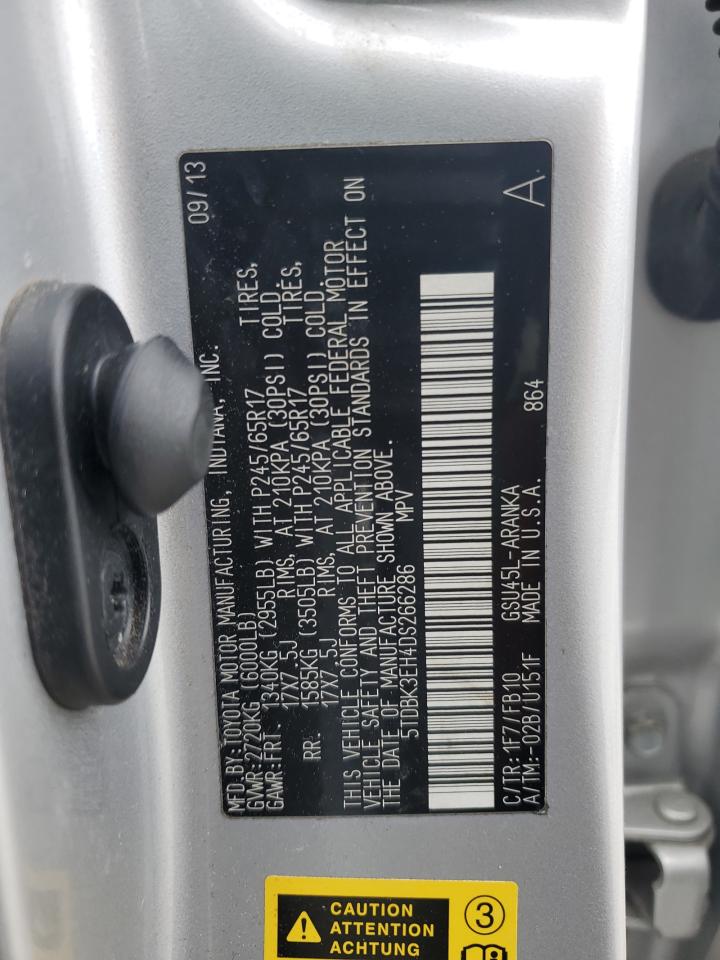 MFD BY: TOYOTA MOTOR MANUFACTURING, INDIANA, INC. 09/13
GVWR: 2720KG (6000LB)
GAWR: FRT 1340KG (2955LB) WITH P245/65R17 TIRES,
17X7.5J RIMS, AT 210KPA (30PSI) COLD.
RR. 1585KG (3505LB) WITH P245/65R17 TIRES,
17X7.5J RIMS, AT 210KPA (30PSI) COLD.
THIS VEHICLE CONFORMS TO ALL APPLICABLE FEDERAL MOTOR
VEHICLE SAFETY AND THEFT PREVENTION STANDARDS IN EFFECT ON
THE DATE OF MANUFACTURE SHOWN ABOVE.
5TDBK3EH4DS266286 MPV
C/TR: 1F7/FB10 GSU45L-ARANKA A
A/TM: -02B/U151F MADE IN U.S.A. 864
CAUTION
ATTENTION
ACHTUNG
3